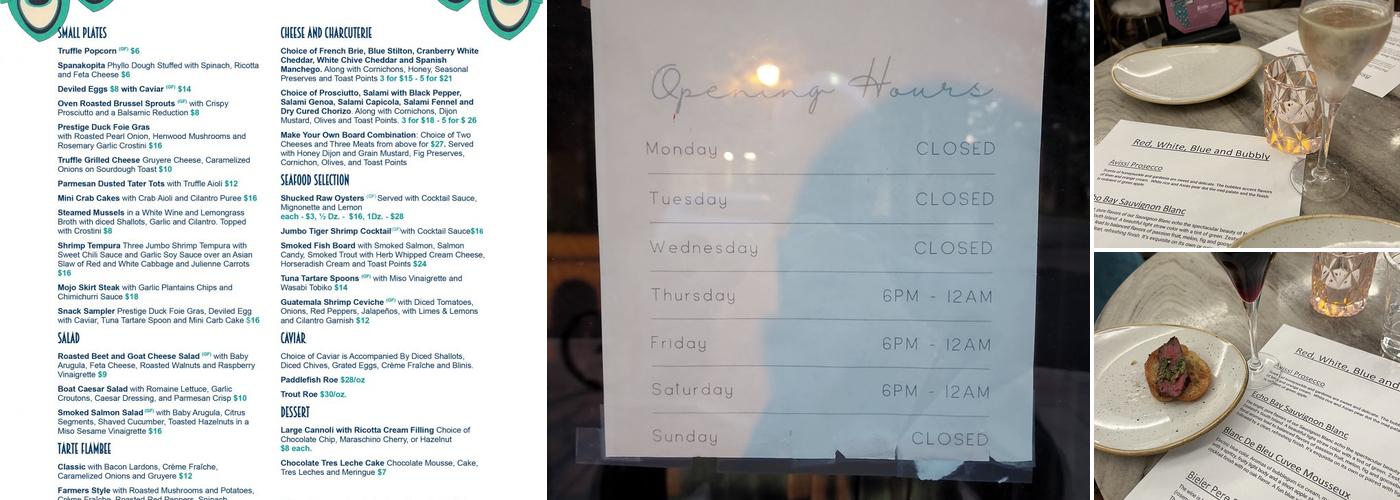 SMALL PLATES
Truffle Popcorn (GF) $6
Spanakopita Phyllo Dough Stuffed with Spinach, Ricotta
and Feta Cheese $6
Deviled Eggs $8 with Caviar (GF) $14
Oven Roasted Brussel Sprouts (GF) with Crispy
Prosciutto and a Balsamic Reduction $8
Prestige Duck Foie Gras
with Roasted Pearl Onion, Henwood Mushrooms and
Rosemary Garlic Crostini $16
Truffle Grilled Cheese Gruyere Cheese, Caramelized
Onions on Sourdough Toast $10
Parmesan Dusted Tater Tots with Truffle Aioli $12
Mini Crab Cakes with Crab Aioli and Cilantro Puree $16
Steamed Mussels in a White Wine and Lemongrass
Broth with diced Shallots, Garlic and Cilantro. Topped
with Crostini $8
Shrimp Tempura Three Jumbo Shrimp Tempura with
Sweet Chili Sauce and Garlic Soy Sauce over an Asian
Slaw of Red and White Cabbage and Julienne Carrots
$16
Mojo Skirt Steak with Garlic Plantains Chips and
Chimichurri Sauce $18
Snack Sampler Prestige Duck Foie Gras, Deviled Egg
with Caviar, Tuna Tartare Spoon and Mini Carb Cake $16
SALAD
Roasted Beet and Goat Cheese Salad (GF) with Baby
Arugula, Feta Cheese, Roasted Walnuts and Raspberry
Vinaigrette $9
Boat Caesar Salad with Romaine Lettuce, Garlic
Croutons, Caesar Dressing, and Parmesan Crisp $10
Smoked Salmon Salad (GF) with Baby Arugula, Citrus
Segments, Shaved Cucumber, Toasted Hazelnuts in a
Miso Sesame Vinaigrette $16
TARTE FLAMBEE
Classic with Bacon Lardons, Crème Fraîche,
Caramelized Onions and Gruyere $12
Farmers Style with Roasted Mushrooms and Potatoes,
Crème Fraîche, Roasted Red Peppers, Spinach
CHEESE AND CHARCUTERIE
Choice of French Brie, Blue Stilton, Cranberry White
Cheddar, White Chive Cheddar and Spanish
Manchego. Along with Cornichons, Honey, Seasonal
Preserves and Toast Points 3 for $15 - 5 for $21
Choice of Prosciutto, Salami with Black Pepper,
Salami Genoa, Salami Capicola, Salami Fennel and
Dry Cured Chorizo. Along with Cornichons, Dijon
Mustard, Olives and Toast Points. 3 for $18 - 5 for $ 26
Make Your Own Board Combination: Choice of Two
Cheeses and Three Meats from above for $27. Served
with Honey Dijon and Grain Mustard, Fig Preserves,
Cornichon, Olives, and Toast Points
SEAFOOD SELECTION
Shucked Raw Oysters (GF) Served with Cocktail Sauce,
Mignonette and Lemon
each - $3, ½ Dz. - $16, 1Dz. - $28
Jumbo Tiger Shrimp Cocktail (GF) with Cocktail Sauce $16
Smoked Fish Board with Smoked Salmon, Salmon
Candy, Smoked Trout with Herb Whipped Cream Cheese,
Horseradish Cream and Toast Points $24
Tuna Tartare Spoons (GF) with Miso Vinaigrette and
Wasabi Tobiko $14
Guatemala Shrimp Ceviche (GF) with Diced Tomatoes,
Onions, Red Peppers, Jalapeños, with Limes & Lemons
and Cilantro Garnish $12
CAVIAR
Choice of Caviar is Accompanied By Diced Shallots,
Diced Chives, Grated Eggs, Crème Fraîche and Blinis.
Paddlefish Roe $28/oz
Trout Roe $30/oz.
DESSERT
Large Cannoli with Ricotta Cream Filling Choice of
Chocolate Chip, Maraschino Cherry, or Hazelnut
$8 each.
Chocolate Tres Leche Cake Chocolate Mousse, Cake,
Tres Leches and Meringue $7
Opening Hours
Monday CLOSED
Tuesday CLOSED
Wednesday CLOSED
Thursday 6PM - 12AM
Friday 6PM - 12AM
Saturday 6PM - 12AM
Sunday CLOSED
Red, White, Blue and Bubbly
Avissi Prosecco
Bay Sauvignon Blanc
Red, White, Blue and
Avissi Prosecco
Echo Bay Sauvignon Blanc
Blanc De Bleu Cuvee Mousseux
Bieler Pere